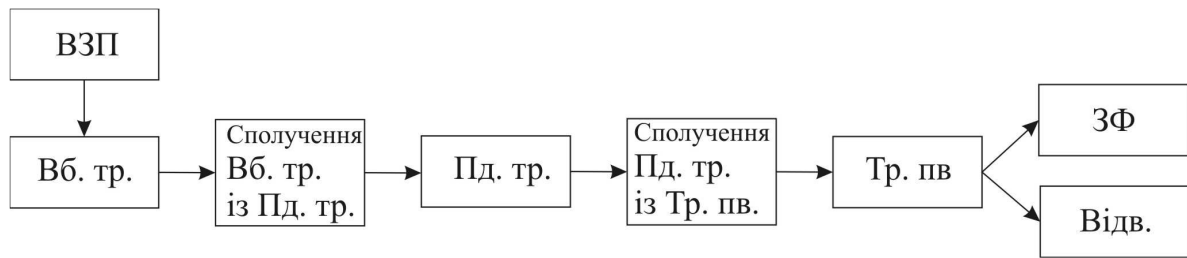 ВЗП
Вб. тр.
Сполучення
Вб. тр.
із Пд. тр.
Пд. тр.
Сполучення
Пд. тр.
із Тр. пв.
Тр. пв
ЗФ
Відв.